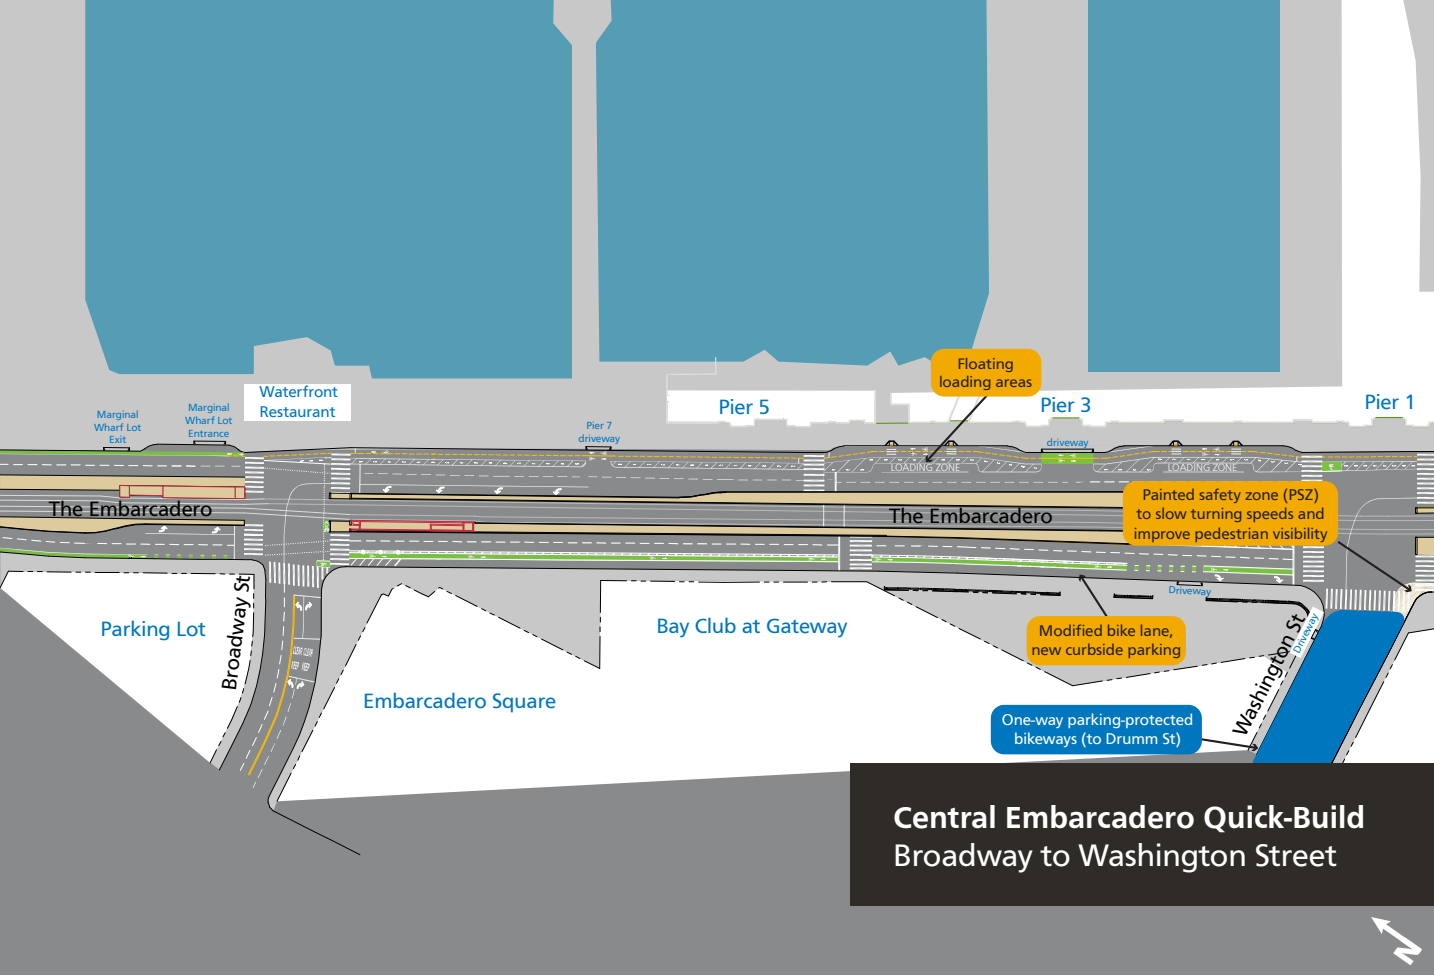 Floating
loading areas
Waterfront
Restaurant
Pier 5
Pier 3
Pier 1
Marginal
Wharf Lot
Exit
Marginal
Wharf Lot
Entrance
Pier 7
driveway
driveway
LOADING ZONE
LOADING ZONE
The Embarcadero
The Embarcadero
Painted safety zone (PSZ)
to slow turning speeds and
improve pedestrian visibility
Driveway
Parking Lot
Broadway St
CLEAR CLEAR
KEEP KEEP
Bay Club at Gateway
Modified bike lane,
new curbside parking
Driveway
Washington St
Embarcadero Square
One-way parking-protected
bikeways (to Drumm St)
Central Embarcadero Quick-Build
Broadway to Washington Street
N